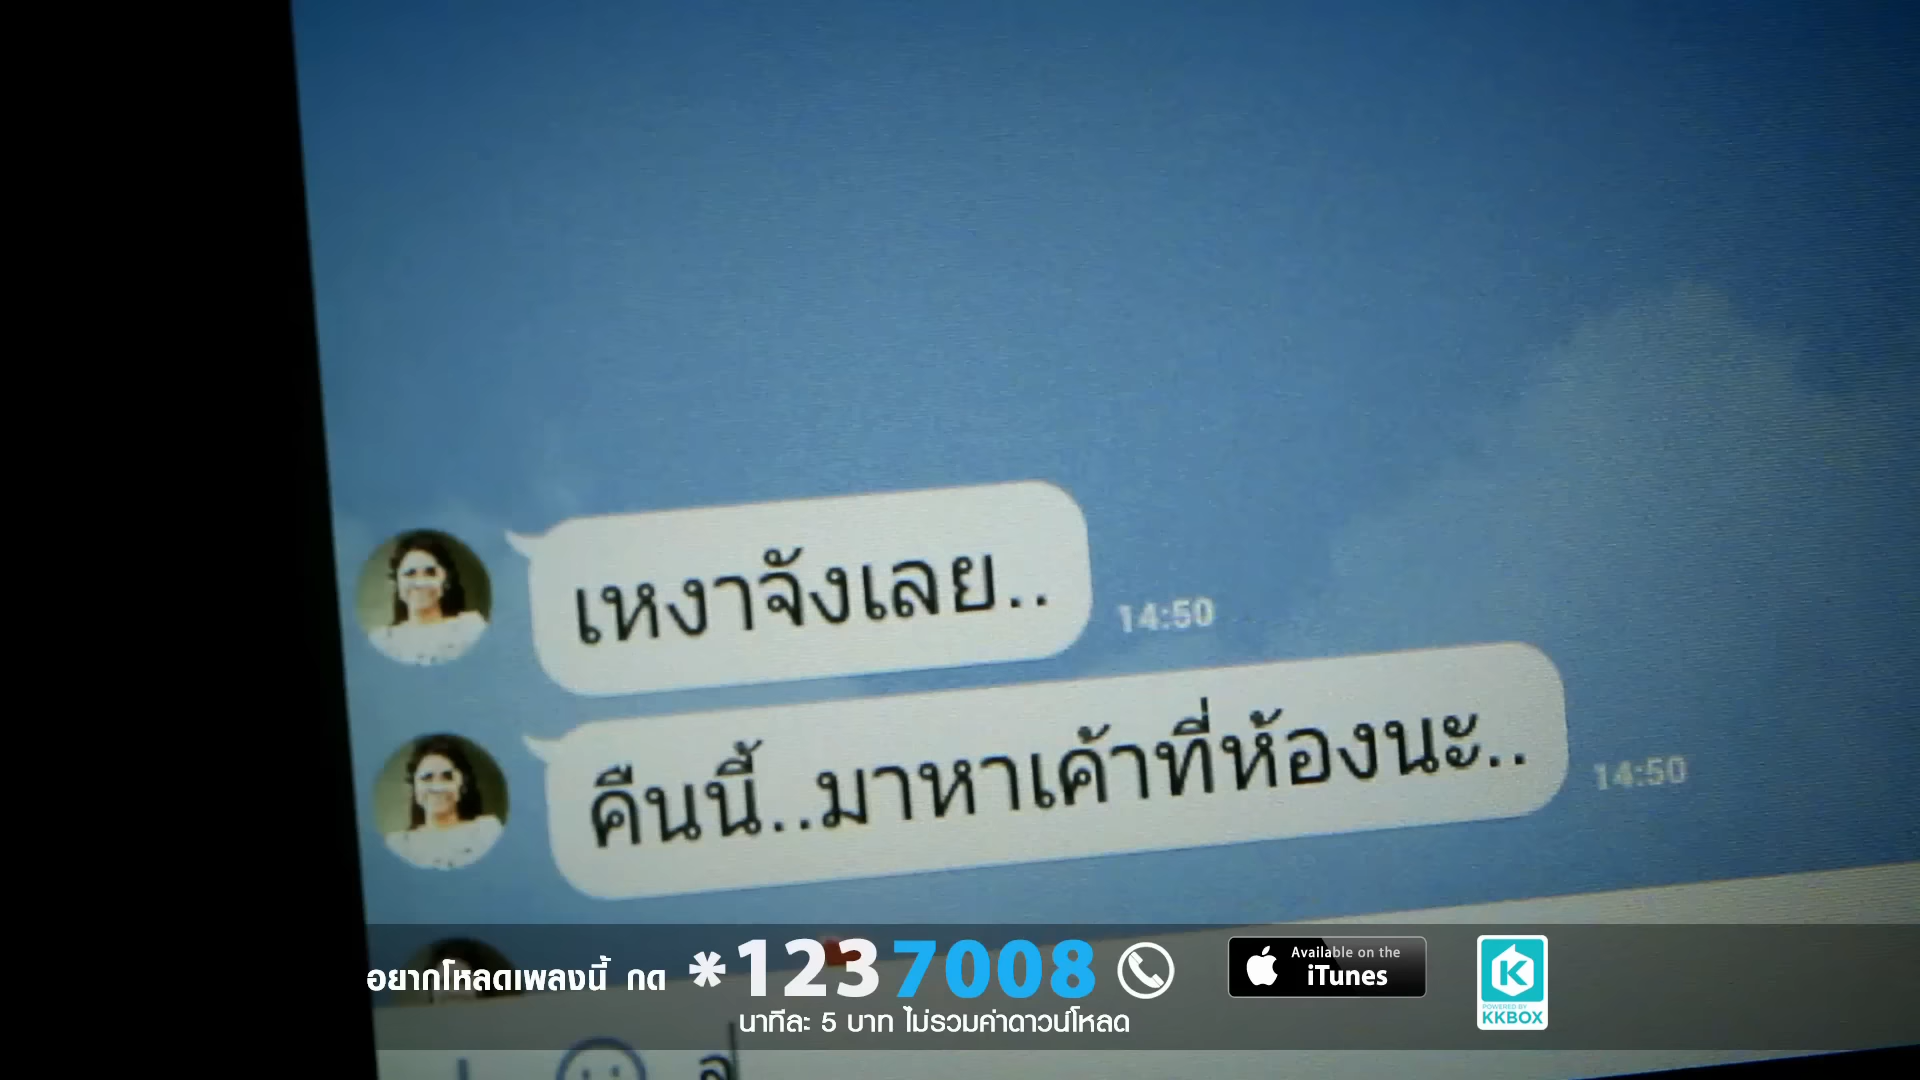 เหงาจังเลย..
14:50
คืนนี้..มาหาเค้าที่ห้องนะ..
14:50
อยากโหลดเพลงนี้ กด *1237008
นาทีละ 5 บาท ไม่รวมค่าดาวน์โหลด
Available on the
iTunes
POWERED BY
KKBOX